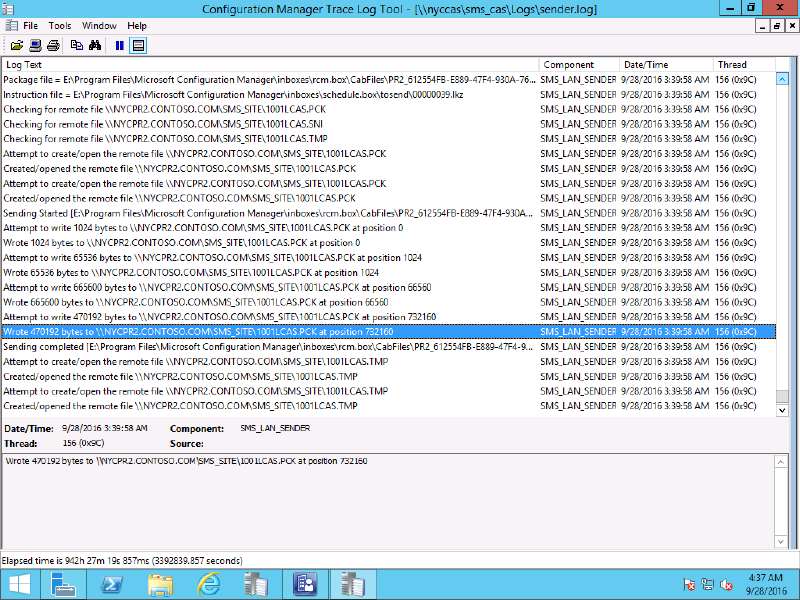 Configuration Manager Trace Log Tool - [\\nyccas\sms_cas\Logs\sender.log]
File Tools Window Help
Log Text Component Date/Time Thread
Package file = E:\Program Files\Microsoft Configuration Manager\inboxes\rcm.box\CabFiles\PR2_612554FB-E889-47F4-930A-76... SMS_LAN_SENDER 9/28/2016 3:39:58 AM 156 (0x9C)
Instruction file = E:\Program Files\Microsoft Configuration Manager\inboxes\schedule.box\tosend\00000039.Ikz SMS_LAN_SENDER 9/28/2016 3:39:58 AM 156 (0x9C)
Checking for remote file \\NYCPR2.CONTOSO.COM\SMS_SITE\1001LCAS.PCK SMS_LAN_SENDER 9/28/2016 3:39:58 AM 156 (0x9C)
Checking for remote file \\NYCPR2.CONTOSO.COM\SMS_SITE\1001LCAS.SNI SMS_LAN_SENDER 9/28/2016 3:39:58 AM 156 (0x9C)
Checking for remote file \\NYCPR2.CONTOSO.COM\SMS_SITE\1001LCAS.TMP SMS_LAN_SENDER 9/28/2016 3:39:58 AM 156 (0x9C)
Attempt to create/open the remote file \\NYCPR2.CONTOSO.COM\SMS_SITE\1001LCAS.PCK SMS_LAN_SENDER 9/28/2016 3:39:58 AM 156 (0x9C)
Created/opened the remote file \\NYCPR2.CONTOSO.COM\SMS_SITE\1001LCAS.PCK SMS_LAN_SENDER 9/28/2016 3:39:58 AM 156 (0x9C)
Attempt to create/open the remote file \\NYCPR2.CONTOSO.COM\SMS_SITE\1001LCAS.PCK SMS_LAN_SENDER 9/28/2016 3:39:58 AM 156 (0x9C)
Created/opened the remote file \\NYCPR2.CONTOSO.COM\SMS_SITE\1001LCAS.PCK SMS_LAN_SENDER 9/28/2016 3:39:58 AM 156 (0x9C)
Sending Started [E:\Program Files\Microsoft Configuration Manager\inboxes\rcm.box\CabFiles\PR2_612554FB-E889-47F4-930A... SMS_LAN_SENDER 9/28/2016 3:39:58 AM 156 (0x9C)
Attempt to write 1024 bytes to \\NYCPR2.CONTOSO.COM\SMS_SITE\1001LCAS.PCK at position 0 SMS_LAN_SENDER 9/28/2016 3:39:58 AM 156 (0x9C)
Wrote 1024 bytes to \\NYCPR2.CONTOSO.COM\SMS_SITE\1001LCAS.PCK at position 0 SMS_LAN_SENDER 9/28/2016 3:39:58 AM 156 (0x9C)
Attempt to write 65536 bytes to \\NYCPR2.CONTOSO.COM\SMS_SITE\1001LCAS.PCK at position 1024 SMS_LAN_SENDER 9/28/2016 3:39:58 AM 156 (0x9C)
Wrote 65536 bytes to \\NYCPR2.CONTOSO.COM\SMS_SITE\1001LCAS.PCK at position 1024 SMS_LAN_SENDER 9/28/2016 3:39:58 AM 156 (0x9C)
Attempt to write 665600 bytes to \\NYCPR2.CONTOSO.COM\SMS_SITE\1001LCAS.PCK at position 66560 SMS_LAN_SENDER 9/28/2016 3:39:58 AM 156 (0x9C)
Wrote 665600 bytes to \\NYCPR2.CONTOSO.COM\SMS_SITE\1001LCAS.PCK at position 66560 SMS_LAN_SENDER 9/28/2016 3:39:58 AM 156 (0x9C)
Attempt to write 470192 bytes to \\NYCPR2.CONTOSO.COM\SMS_SITE\1001LCAS.PCK at position 732160 SMS_LAN_SENDER 9/28/2016 3:39:58 AM 156 (0x9C)
Wrote 470192 bytes to \\NYCPR2.CONTOSO.COM\SMS_SITE\1001LCAS.PCK at position 732160 SMS_LAN_SENDER 9/28/2016 3:39:58 AM 156 (0x9C)
Sending completed [E:\Program Files\Microsoft Configuration Manager\inboxes\rcm.box\CabFiles\PR2_612554FB-E889-47F4-9... SMS_LAN_SENDER 9/28/2016 3:39:58 AM 156 (0x9C)
Attempt to create/open the remote file \\NYCPR2.CONTOSO.COM\SMS_SITE\1001LCAS.TMP SMS_LAN_SENDER 9/28/2016 3:39:58 AM 156 (0x9C)
Created/opened the remote file \\NYCPR2.CONTOSO.COM\SMS_SITE\1001LCAS.TMP SMS_LAN_SENDER 9/28/2016 3:39:58 AM 156 (0x9C)
Attempt to create/open the remote file \\NYCPR2.CONTOSO.COM\SMS_SITE\1001LCAS.TMP SMS_LAN_SENDER 9/28/2016 3:39:58 AM 156 (0x9C)
Created/opened the remote file \\NYCPR2.CONTOSO.COM\SMS_SITE\1001LCAS.TMP SMS_LAN_SENDER 9/28/2016 3:39:58 AM 156 (0x9C)
Date/Time: 9/28/2016 3:39:58 AM Component: SMS_LAN_SENDER
Thread: 156 (0x9C) Source:
Wrote 470192 bytes to \\NYCPR2.CONTOSO.COM\SMS_SITE\1001LCAS.PCK at position 732160
Elapsed time is 942h 27m 19s 857ms (3392839.857 seconds)
4:37 AM
9/28/2016